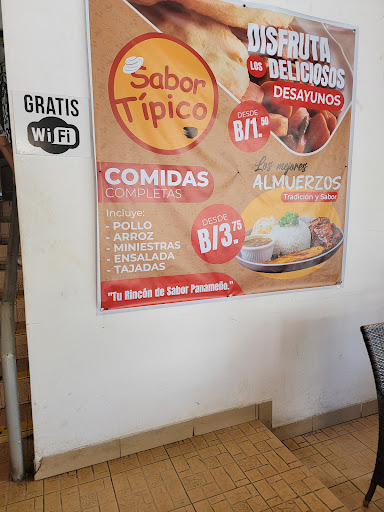 GRATIS
WiFi
Sabor
Típico
DISFRUTA
LOS DELICIOSOS
DESAYUNOS
DESDE
B/1.50
COMIDAS
COMPLETAS
Incluye:
- POLLO
- ARROZ
- MINIESTRAS
- ENSALADA
- TAJADAS
DESDE
B/3.75
Los mejores
ALMUERZOS
Tradición y Sabor
"Tu Rincón de Sabor Panameño."